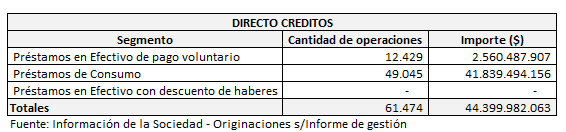 DIRECTO CREDITOS
Segmento Cantidad de operaciones Importe ($)
Préstamos en Efectivo de pago voluntario 12.429 2.560.487.907
Préstamos de Consumo 49.045 41.839.494.156
Préstamos en Efectivo con descuento de haberes - -
Totales 61.474 44.399.982.063
Fuente: Información de la Sociedad - Originaciones s/Informe de gestión